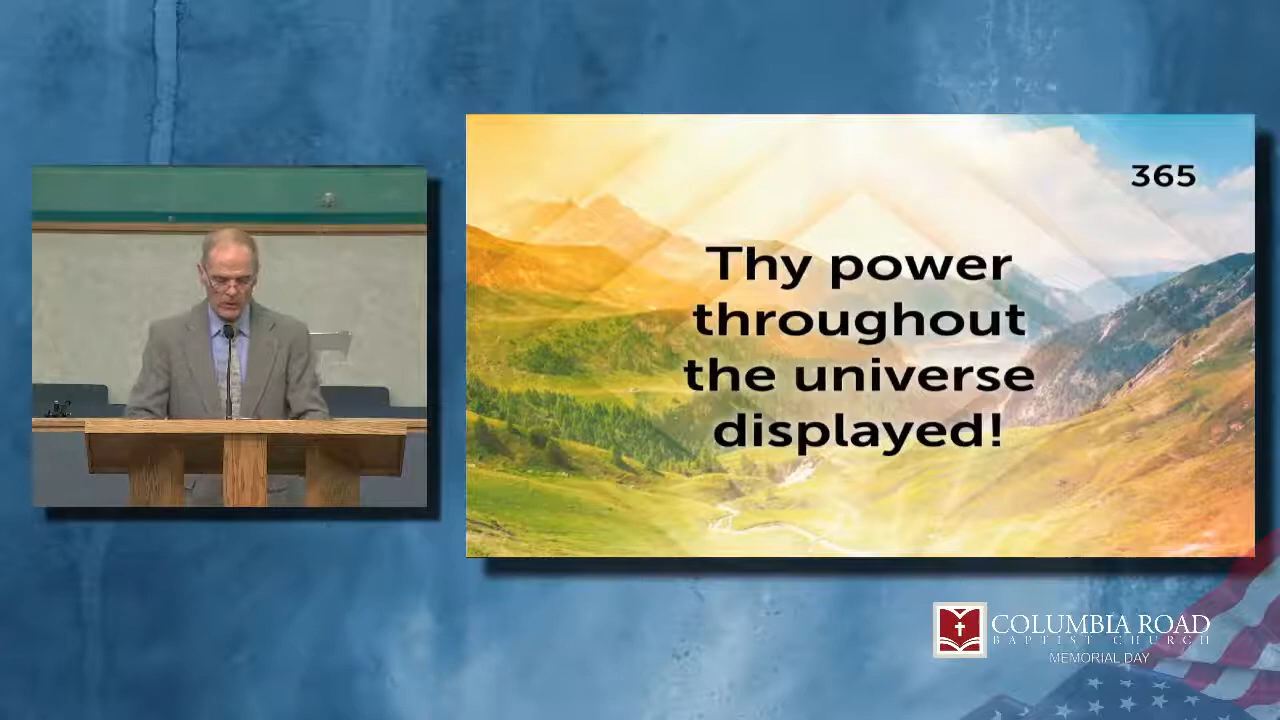 365
Thy power
throughout
the universe
displayed!
COLUMBIA ROAD
BAPTIST CHURCH
MEMORIAL DAY